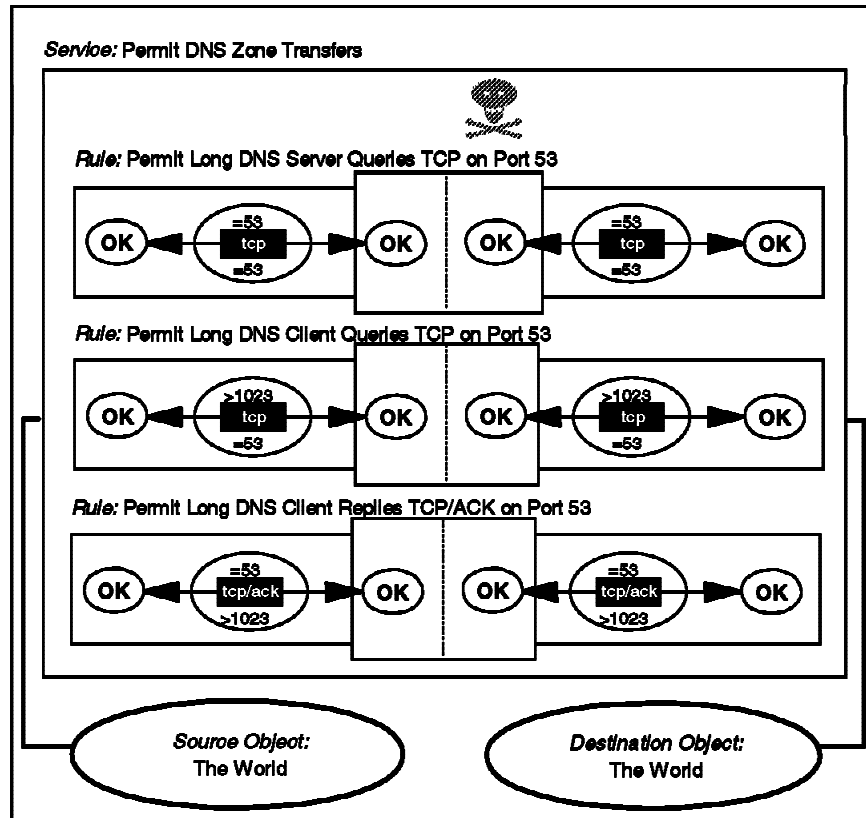 Service: Permit DNS Zone Transfers
Rule: Permit Long DNS Server Queries TCP on Port 53
=53 =53
OK tcp OK OK tcp OK
=53 =53
Rule: Permit Long DNS Client Queries TCP on Port 53
>1023 >1023
OK tcp OK OK tcp OK
=53 =53
Rule: Permit Long DNS Client Replies TCP/ACK on Port 53
=53 =53
OK tcp/ack OK OK tcp/ack OK
>1023 >1023
Source Object: Destination Object:
The World The World